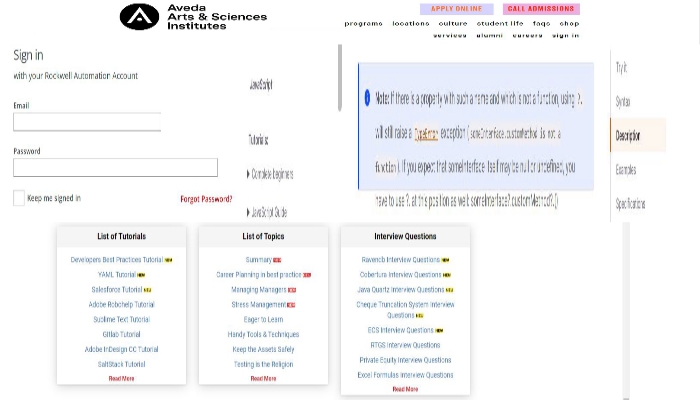 Aveda
Arts & Sciences
Institutes
APPLY ONLINE
CALL ADMISSIONS
programs locations culture student life faqs shop
services alumni careers sign in
Sign in
with your Rockwell Automation Account
Email
Password
Keep me signed in
Forgot Password?
JavaScript
Tutorials:
Complete beginners
JavaScript Guide
Note: If there is a property with such a name and which is not a function, using ?.
will still raise a TypeError exception (someInterface.customMethod is not a
function). If you expect that someInterface itself may be null or undefined, you
have to use ?. at this position as well: someInterface?.customMethod?.()
Try it
Syntax
Description
Examples
Specifications
List of Tutorials
Developers Best Practices Tutorial NEW
YAML Tutorial NEW
Salesforce Tutorial NEW
Adobe Robohelp Tutorial
Sublime Text Tutorial
GitLab Tutorial
Adobe InDesign CC Tutorial
SaltStack Tutorial
Read More
List of Topics
Summary
Career Planning in best practice
Managing Managers
Stress Management
Eager to Learn
Handy Tools & Techniques
Keep the Assets Safely
Testing is the Religion
Read More
Interview Questions
Ravencb Interview Questions NEW
Cobertura Interview Questions NEW
Java Quartz Interview Questions NEW
Cheque Truncation System Interview
Questions NEW
ECS Interview Questions NEW
RTGS Interview Questions
Private Equity Interview Questions
Excel Formulas Interview Questions
Read More